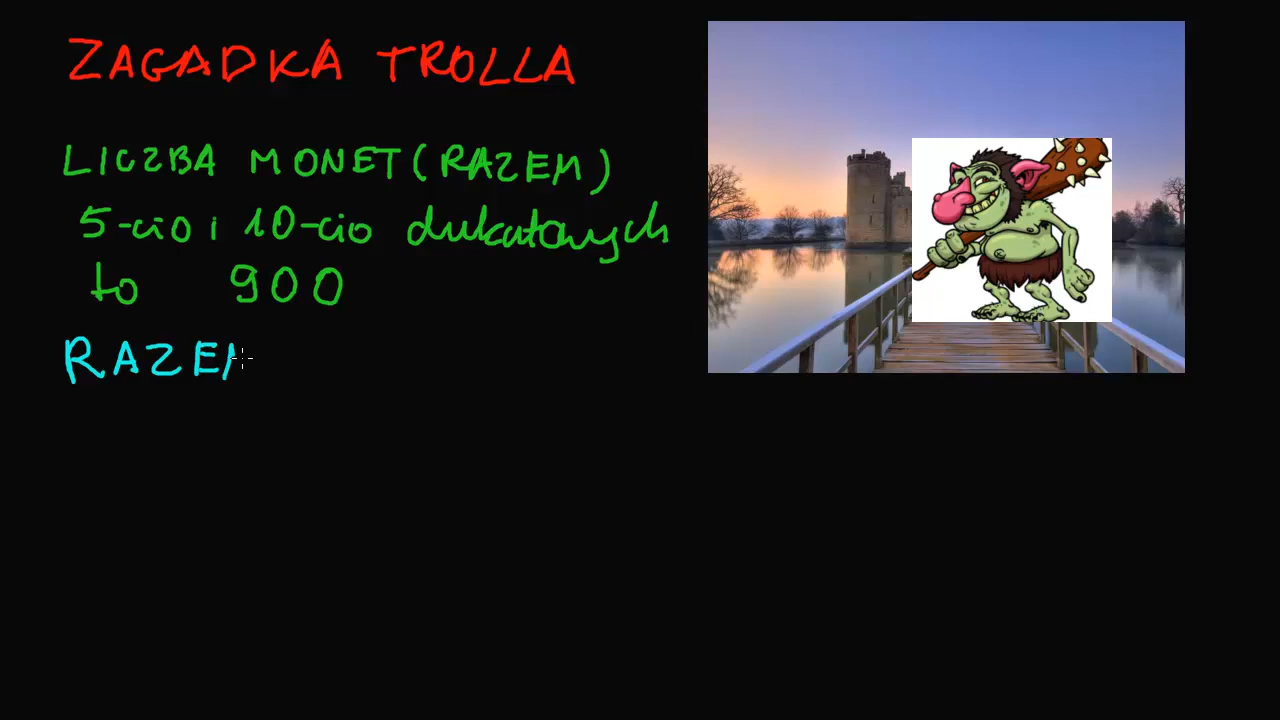 ZAGADKA TROLLA
LICZBA MONET (RAZEM)
5-cio i 10-cio dukatowych
to 900
RAZEM